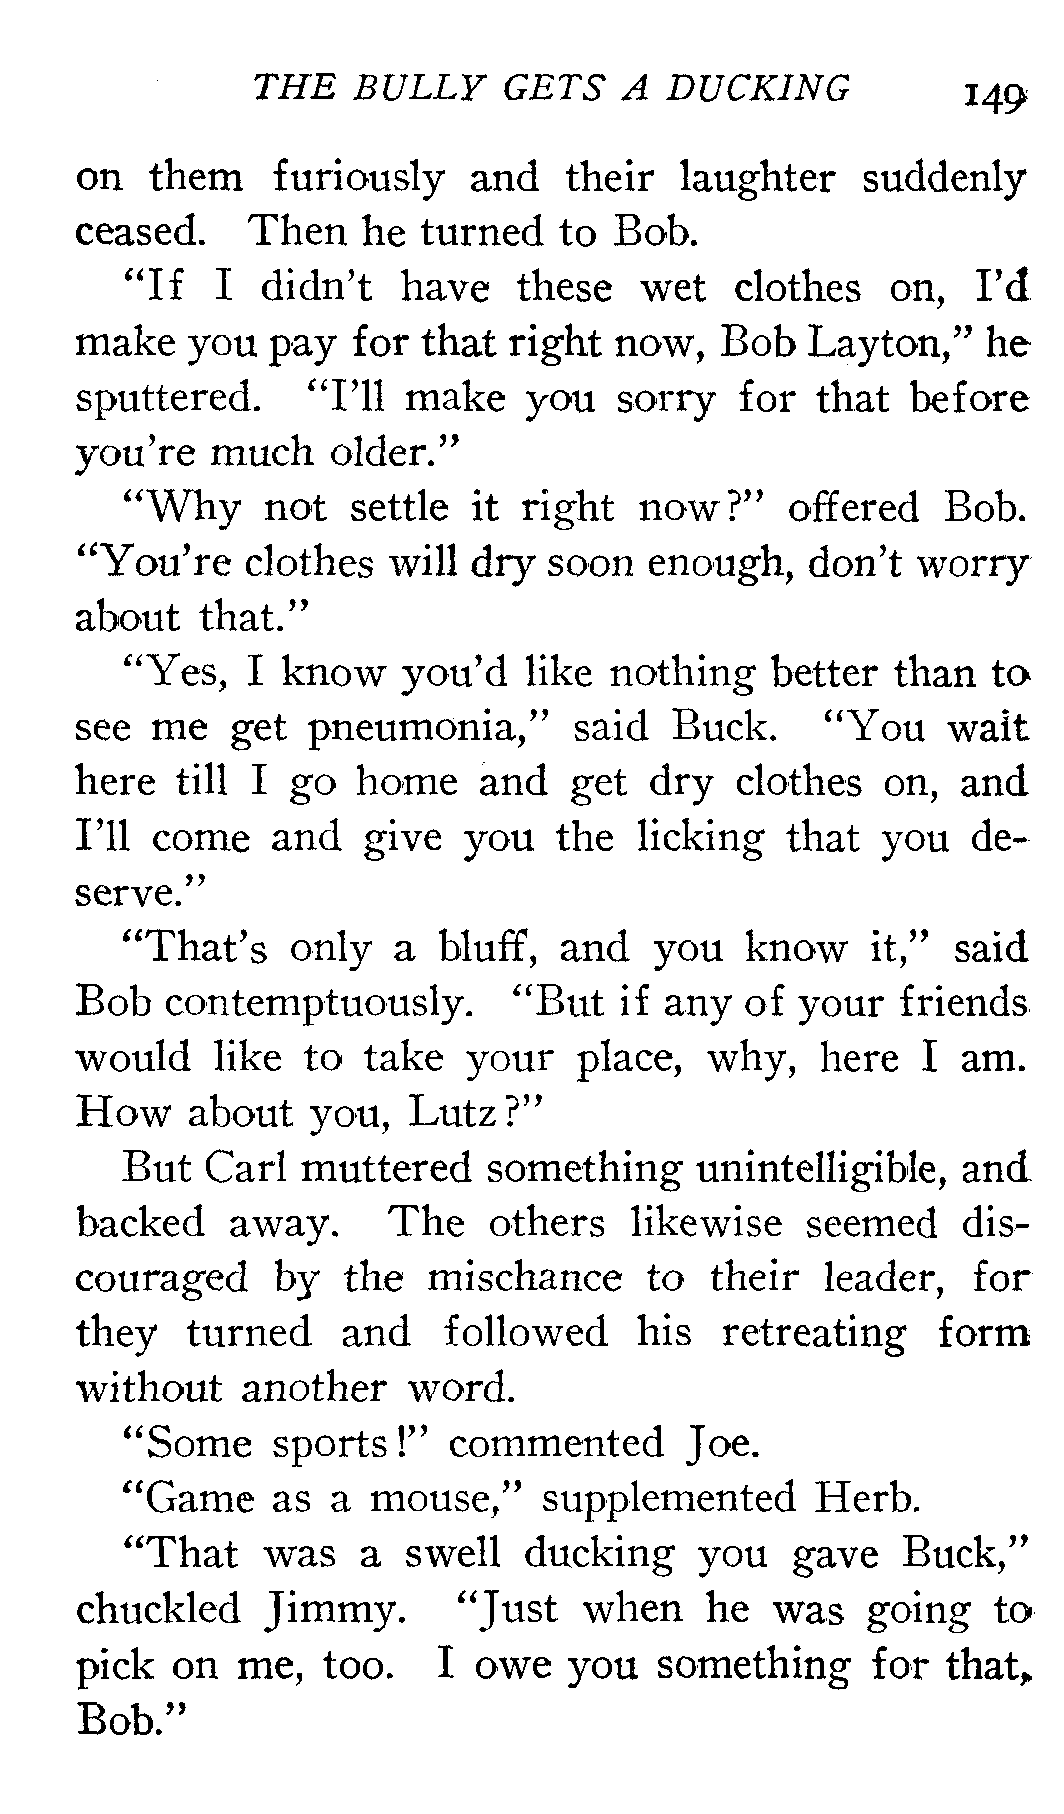 THE BULLY GETS A DUCKING 149
on them furiously and their laughter suddenly
ceased. Then he turned to Bob.
“If I didn’t have these wet clothes on, I’d
make you pay for that right now, Bob Layton,” he
sputtered. “I’ll make you sorry for that before
you’re much older.”
“Why not settle it right now?” offered Bob.
“You’re clothes will dry soon enough, don’t worry
about that.”
“Yes, I know you’d like nothing better than to
see me get pneumonia,” said Buck. “You wait
here till I go home and get dry clothes on, and
I’ll come and give you the licking that you de-
serve.”
“That’s only a bluff, and you know it,” said
Bob contemptuously. “But if any of your friends
would like to take your place, why, here I am.
How about you, Lutz?”
But Carl muttered something unintelligible, and
backed away. The others likewise seemed dis-
couraged by the mischance to their leader, for
they turned and followed his retreating form
without another word.
“Some sports!” commented Joe.
“Game as a mouse,” supplemented Herb.
“That was a swell ducking you gave Buck,”
chuckled Jimmy. “Just when he was going to
pick on me, too. I owe you something for that,
Bob.”